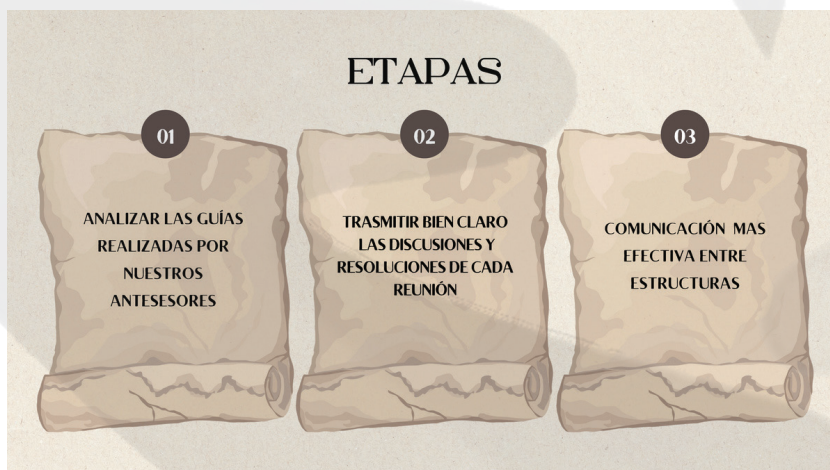 ETAPAS
01
ANALIZAR LAS GUÍAS
REALIZADAS POR
NUESTROS
ANTESESORES
02
TRASMITIR BIEN CLARO
LAS DISCUSIONES Y
RESOLUCIONES DE CADA
REUNIÓN
03
COMUNICACIÓN MAS
EFECTIVA ENTRE
ESTRUCTURAS